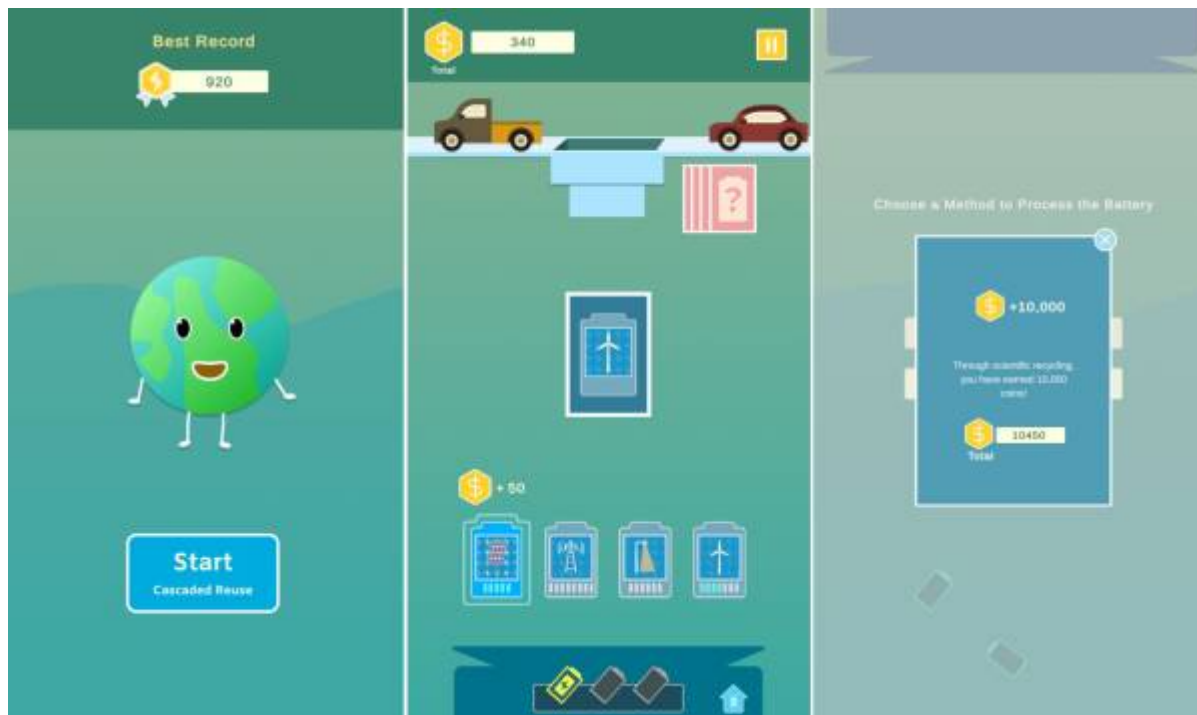 Best Record
920
Start
Cascaded Reuse
340
Total
?
+ 50
Choose a Method to Process the Battery
+10,000
Through scientific recycling,
you have earned 10,000
coins!
10450
Total